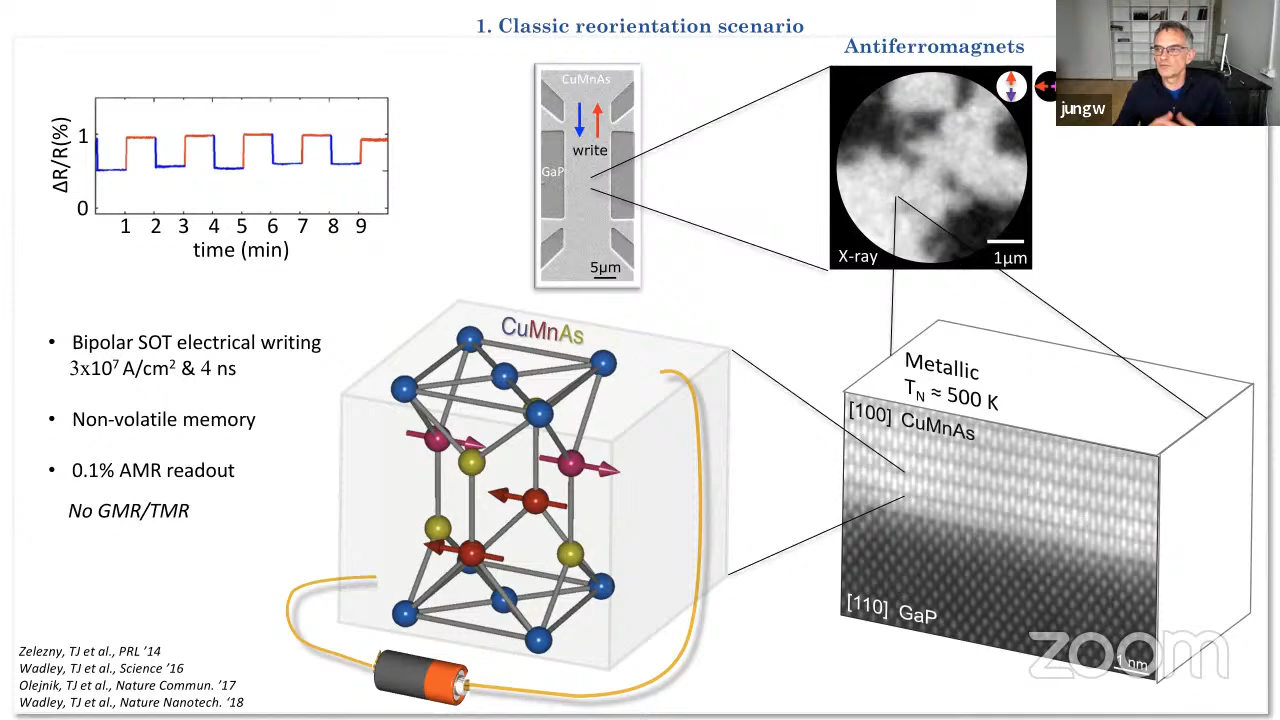 1. Classic reorientation scenario
Antiferromagnets
jungw
ΔR/R(%)
1
0
1 2 3 4 5 6 7 8 9
time (min)
CuMnAs
write
GaP
5μm
X-ray
1μm
• Bipolar SOT electrical writing
3x10⁷ A/cm² & 4 ns
• Non-volatile memory
• 0.1% AMR readout
No GMR/TMR
CuMnAs
Metallic
T_N ≈ 500 K
[100] CuMnAs
[110] GaP
1 nm
zoom
Zelezny, TJ et al., PRL ’14
Wadley, TJ et al., Science ’16
Olejnik, TJ et al., Nature Commun. ’17
Wadley, TJ et al., Nature Nanotech. ‘18